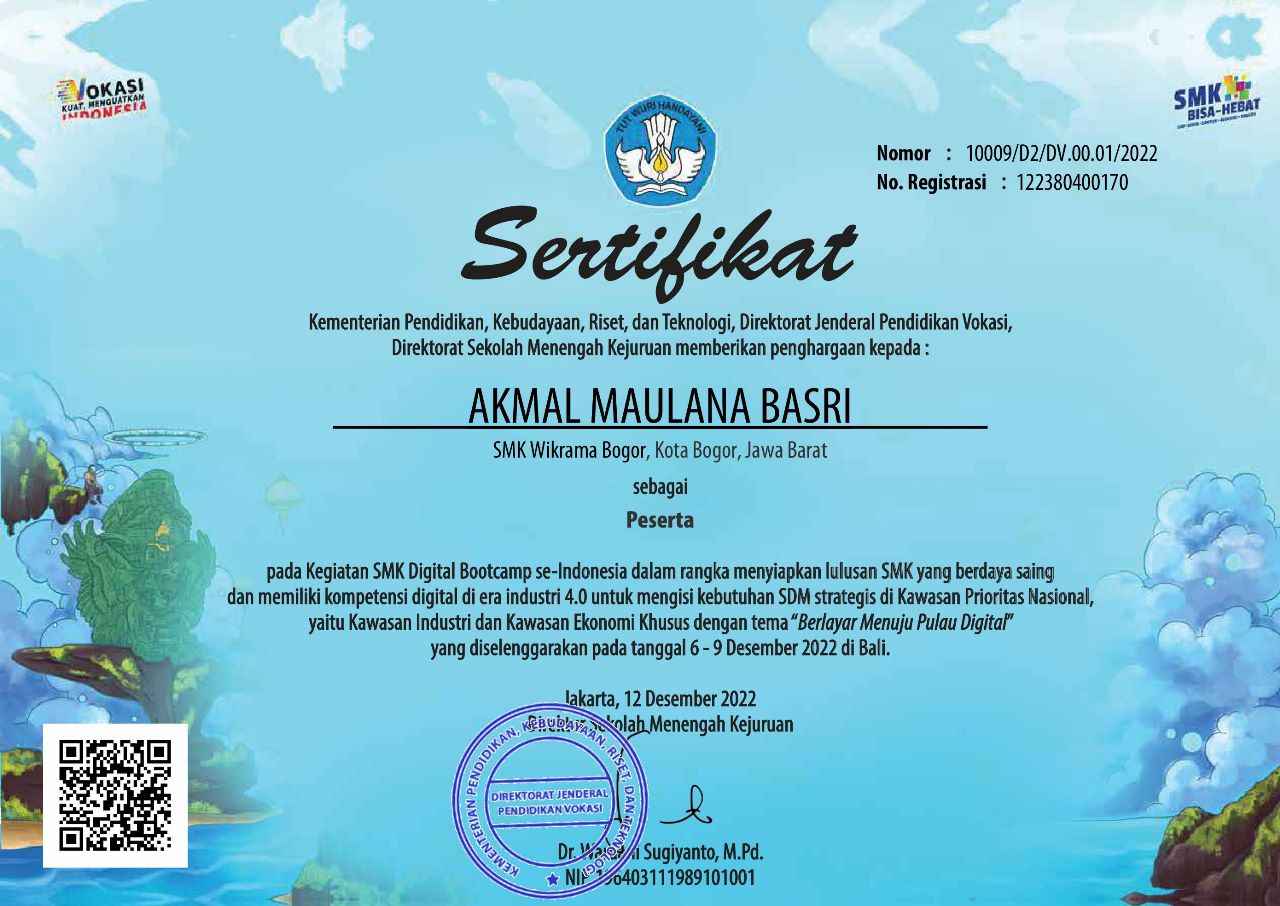 VOKASI
KUAT, MENGUATKAN
INDONESIA
SMK
BISA-HEBAT
TUT WURI HANDAYANI
Nomor : 10009/D2/DV.00.01/2022
No. Registrasi : 122380400170
Sertifikat
Kementerian Pendidikan, Kebudayaan, Riset, dan Teknologi, Direktorat Jenderal Pendidikan Vokasi,
Direktorat Sekolah Menengah Kejuruan memberikan penghargaan kepada :
AKMAL MAULANA BASRI
SMK Wikrama Bogor, Kota Bogor, Jawa Barat
sebagai
Peserta
pada Kegiatan SMK Digital Bootcamp se-Indonesia dalam rangka menyiapkan lulusan SMK yang berdaya saing
dan memiliki kompetensi digital di era industri 4.0 untuk mengisi kebutuhan SDM strategis di Kawasan Prioritas Nasional,
yaitu Kawasan Industri dan Kawasan Ekonomi Khusus dengan tema “Berlayar Menuju Pulau Digital”
yang diselenggarakan pada tanggal 6 - 9 Desember 2022 di Bali.
Jakarta, 12 Desember 2022
Direktur Sekolah Menengah Kejuruan
KEMENTERIAN PENDIDIKAN, KEBUDAYAAN, RISET, DAN TEKNOLOGI
DIREKTORAT JENDERAL
PENDIDIKAN VOKASI
Dr. Sugiyanto, M.Pd.
NIP